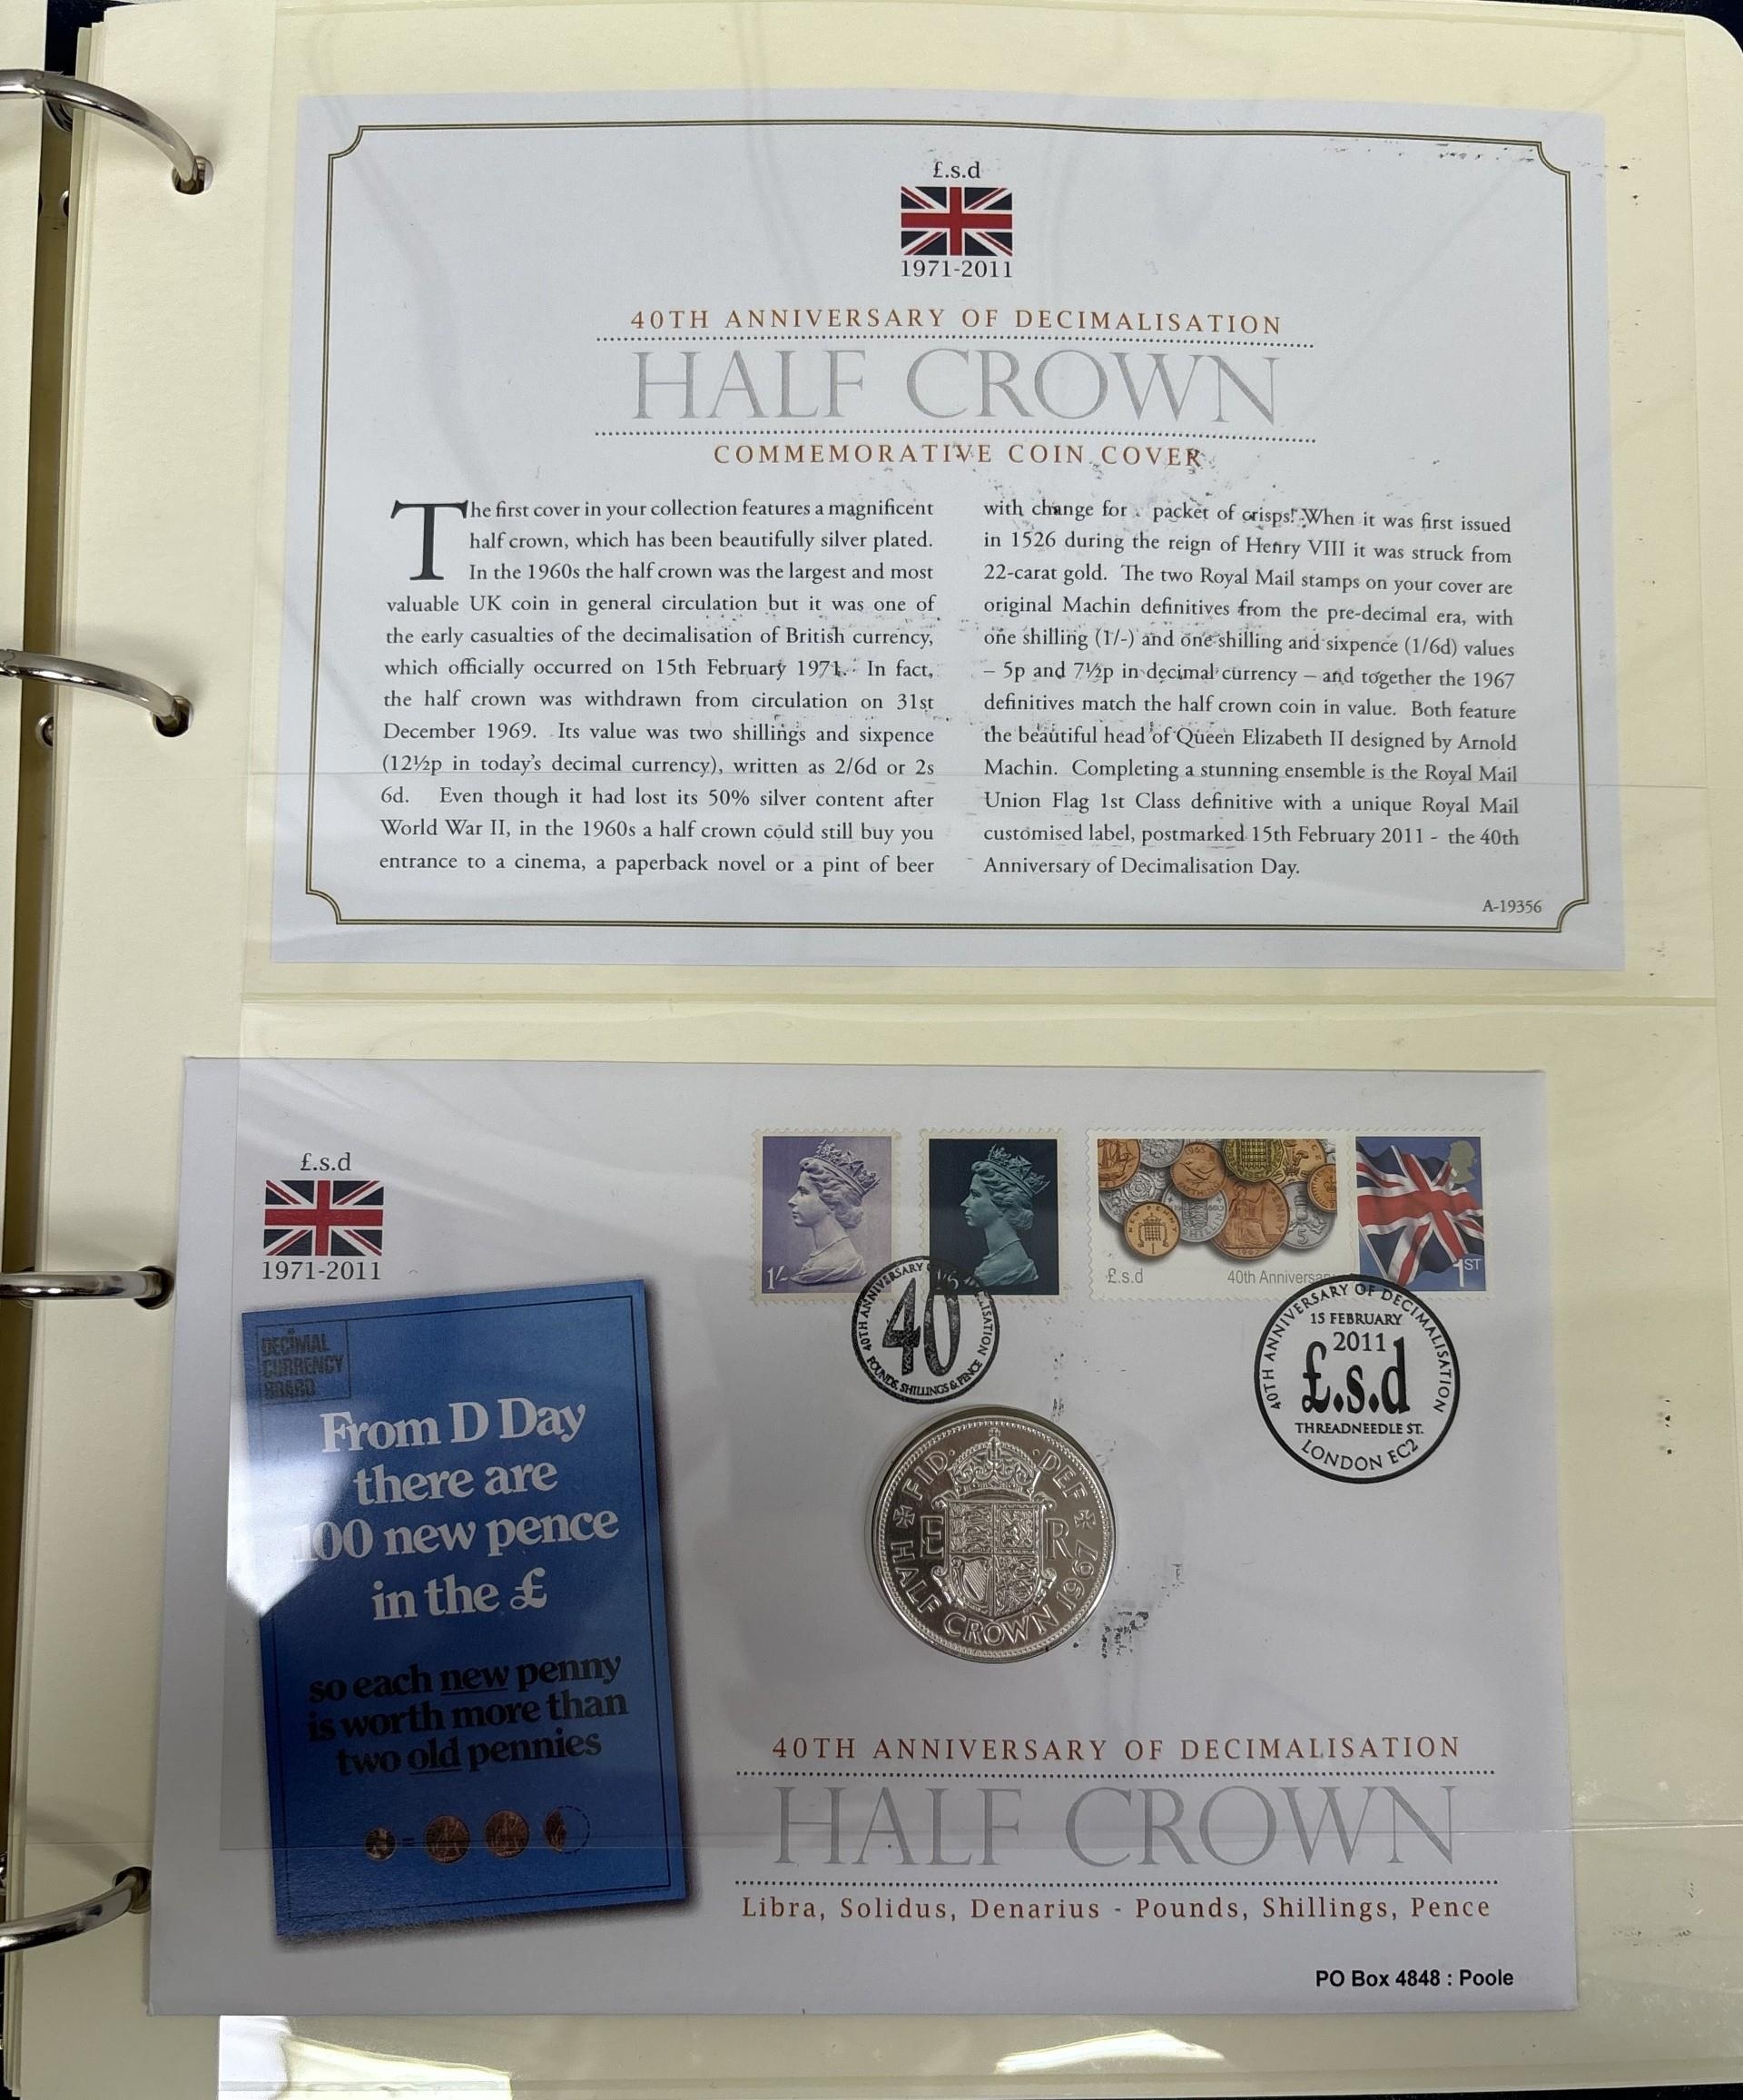 £.s.d
1971-2011
40TH ANNIVERSARY OF DECIMALISATION
HALF CROWN
COMMEMORATIVE COIN COVER
The first cover in your collection features a magnificent
half crown, which has been beautifully silver plated.
In the 1960s the half crown was the largest and most
valuable UK coin in general circulation but it was one of
the early casualties of the decimalisation of British currency,
which officially occurred on 15th February 1971. In fact,
the half crown was withdrawn from circulation on 31st
December 1969. Its value was two shillings and sixpence
(12½p in today's decimal currency), written as 2/6d or 2s
6d. Even though it had lost its 50% silver content after
World War II, in the 1960s a half crown could still buy you
entrance to a cinema, a paperback novel or a pint of beer
with change for packet of crisps! When it was first issued
in 1526 during the reign of Henry VIII it was struck from
22-carat gold. The two Royal Mail stamps on your cover are
original Machin definitives from the pre-decimal era, with
one shilling (1/-) and one shilling and sixpence (1/6d) values
– 5p and 7½p in decimal currency – and together the 1967
definitives match the half crown coin in value. Both feature
the beautiful head of Queen Elizabeth II designed by Arnold
Machin. Completing a stunning ensemble is the Royal Mail
Union Flag 1st Class definitive with a unique Royal Mail
customised label, postmarked 15th February 2011 - the 40th
Anniversary of Decimalisation Day.
A-19356
£.s.d
1971-2011
1/-
1/6
£.s.d
40th Anniversary
1ST
40TH ANNIVERSARY OF DECIMALISATION
40
POUNDS, SHILLINGS & PENCE
40TH ANNIVERSARY OF DECIMALISATION
15 FEBRUARY
2011
£.s.d
THREADNEEDLE ST.
LONDON EC2
DECIMAL
CURRENCY
BOARD
From D Day
there are
100 new pence
in the £
so each new penny
is worth more than
two old pennies
=
FID DEF
E R
HALF CROWN 1967
40TH ANNIVERSARY OF DECIMALISATION
HALF CROWN
Libra, Solidus, Denarius - Pounds, Shillings, Pence
PO Box 4848 : Poole